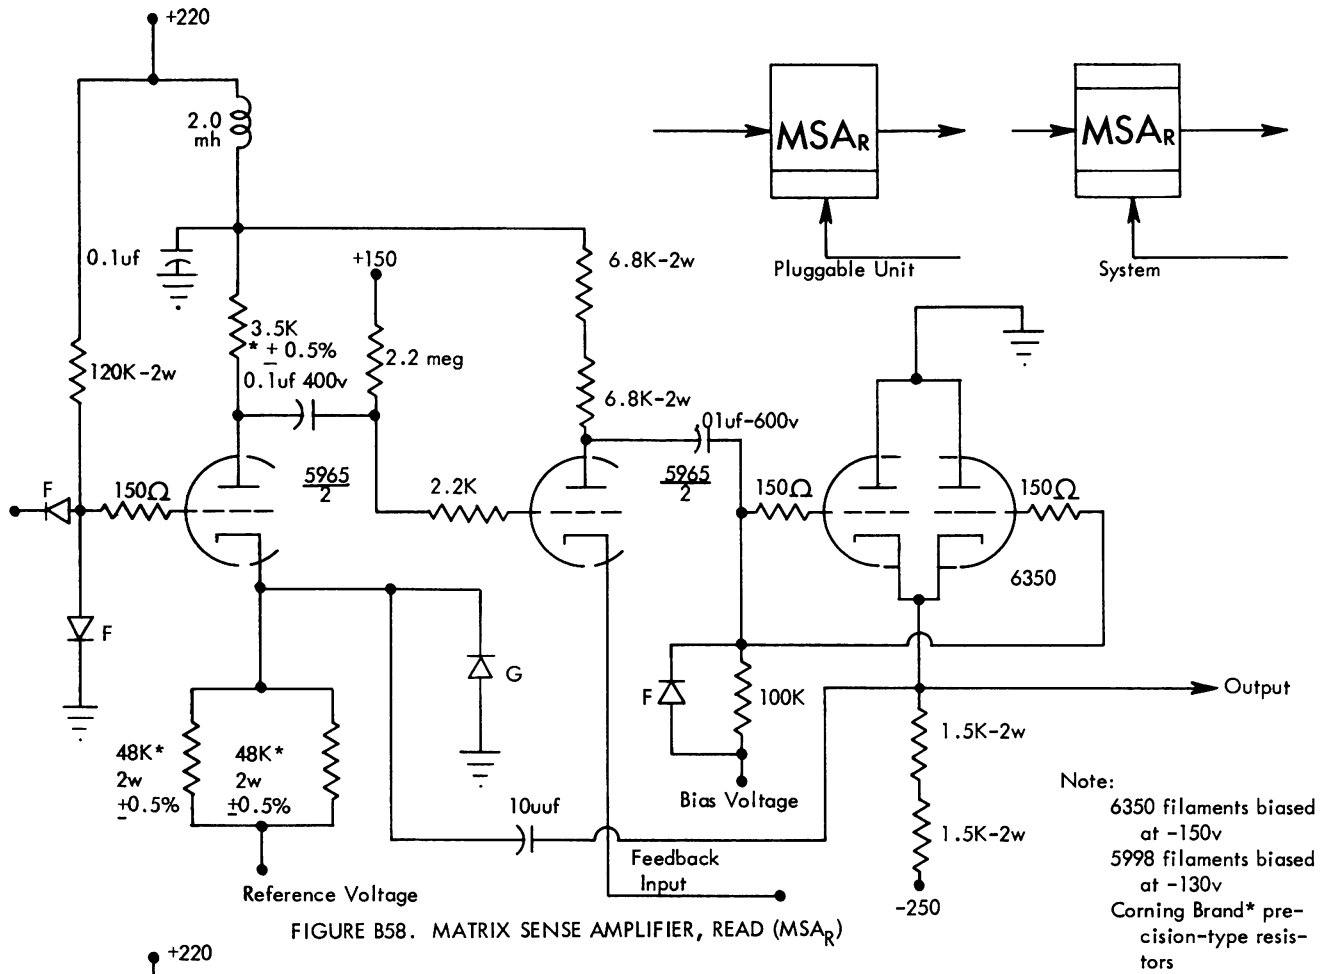 +220
2.0
mh
MSAR
MSAR
0.1uf
+150
6.8K-2w
Pluggable Unit
System
3.5K
* ± 0.5%
120K-2w
2.2 meg
0.1uf 400v
6.8K-2w
.01uf-600v
F
150Ω
5965
2
2.2K
5965
2
150Ω
150Ω
6350
F
G
F
100K
Output
48K*
2w
±0.5%
48K*
2w
±0.5%
1.5K-2w
Bias Voltage
10uuf
1.5K-2w
Note:
6350 filaments biased
at -150v
5998 filaments biased
at -130v
Corning Brand* pre-
cision-type resis-
tors
Feedback
Input
Reference Voltage
-250
FIGURE B58. MATRIX SENSE AMPLIFIER, READ (MSAR)
+220